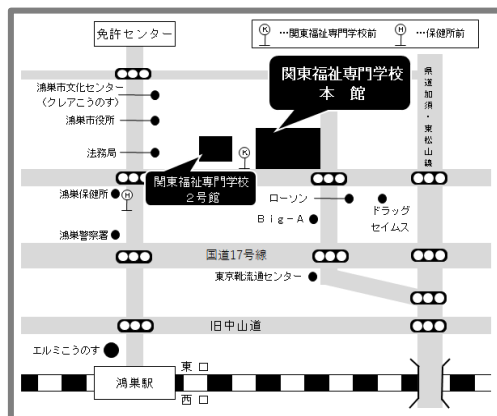 免許センター
Ⓚ …関東福祉専門学校前
Ⓗ …保健所前
関東福祉専門学校
本 館
県道加須・東松山線
鴻巣市文化センター
(クレアこうのす)
鴻巣市役所
法務局
Ⓚ
関東福祉専門学校
2号館
鴻巣保健所
Ⓗ
ローソン
Big-A
ドラッグ
セイムス
鴻巣警察署
国道17号線
東京靴流通センター
旧中山道
エルミこうのす
東 口
鴻巣駅
西 口